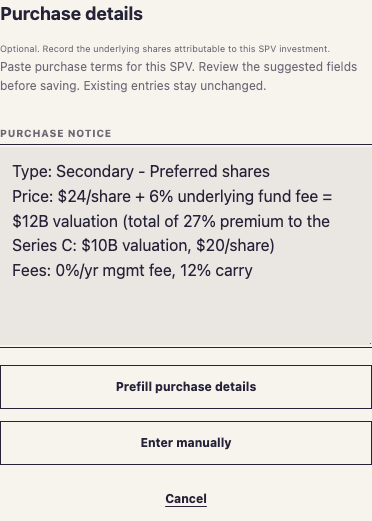 Purchase details
Optional. Record the underlying shares attributable to this SPV investment.
Paste purchase terms for this SPV. Review the suggested fields
before saving. Existing entries stay unchanged.
PURCHASE NOTICE
Type: Secondary - Preferred shares
Price: $24/share + 6% underlying fund fee =
$12B valuation (total of 27% premium to the
Series C: $10B valuation, $20/share)
Fees: 0%/yr mgmt fee, 12% carry
Prefill purchase details
Enter manually
Cancel